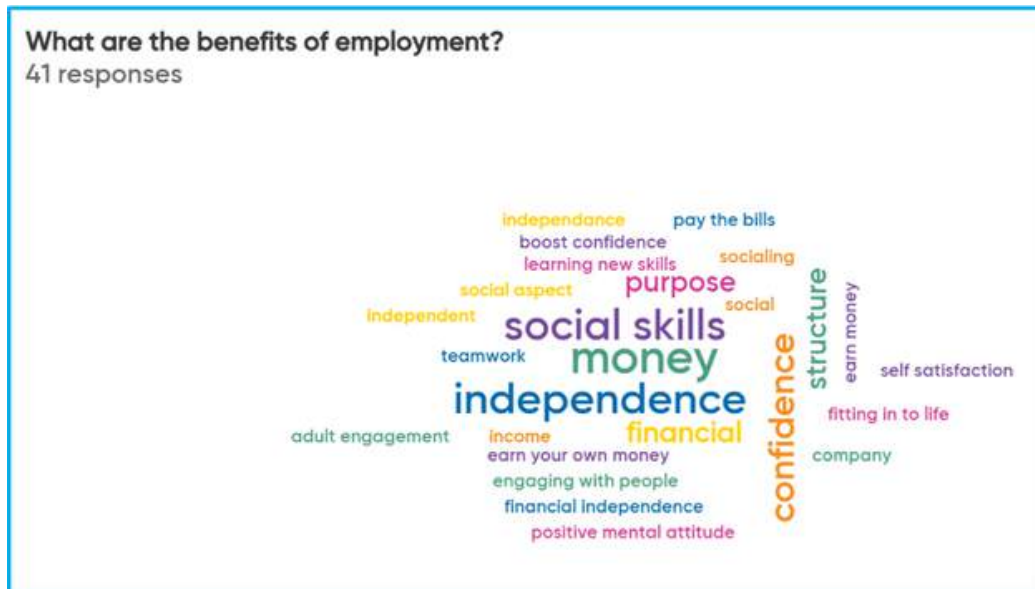 What are the benefits of employment?
41 responses
independance
pay the bills
boost confidence
socialing
learning new skills
purpose
social aspect
social
independent
social skills
structure
earn money
teamwork
money
confidence
self satisfaction
independence
fitting in to life
adult engagement
income
financial
earn your own money
company
engaging with people
financial independence
positive mental attitude